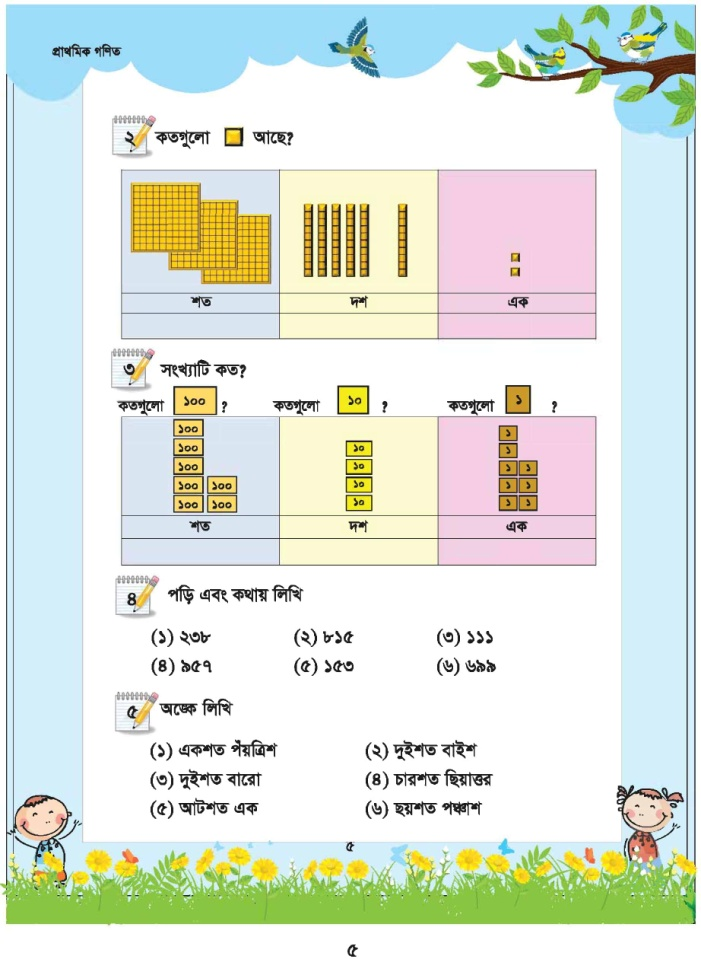 প্রাথমিক গণিত
২ কতগুলো আছে?
শত দশ এক
৩ সংখ্যাটি কত?
কতগুলো ১০০ ? কতগুলো ১০ ? কতগুলো ১ ?
১০০ ১
১০০ ১০ ১
১০০ ১০ ১ ১
১০০ ১০০ ১০ ১ ১
১০০ ১০০ ১০ ১ ১
শত দশ এক
৪ পড়ি এবং কথায় লিখি
(১) ২৩৮ (২) ৮১৫ (৩) ১১১
(৪) ৯৫৭ (৫) ১৫৩ (৬) ৬৯৯
৫ অঙ্কে লিখি
(১) একশত পঁয়ত্রিশ (২) দুইশত বাইশ
(৩) দুইশত বারো (৪) চারশত ছিয়াত্তর
(৫) আটশত এক (৬) ছয়শত পঞ্চাশ
৫
৫